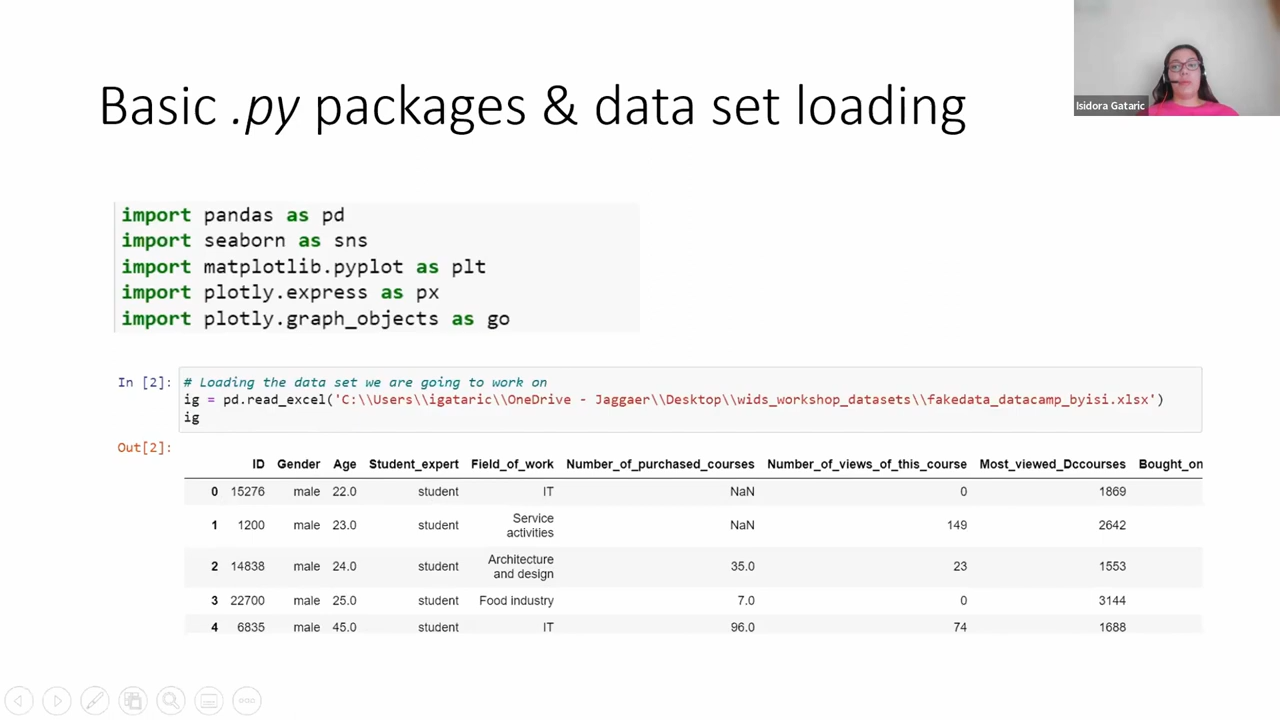 Basic .py packages & data set loading
Isidora Gataric
import pandas as pd
import seaborn as sns
import matplotlib.pyplot as plt
import plotly.express as px
import plotly.graph_objects as go
In [2]: # Loading the data set we are going to work on
ig = pd.read_excel('C:\\Users\\igataric\\OneDrive - Jaggaer\\Desktop\\wids_workshop_datasets\\fakedata_datacamp_byisi.xlsx')
ig
Out[2]:
ID Gender Age Student_expert Field_of_work Number_of_purchased_courses Number_of_views_of_this_course Most_viewed_Dccourses Bought_on
0 15276 male 22.0 student IT NaN 0 1869
1 1200 male 23.0 student Service activities NaN 149 2642
2 14838 male 24.0 student Architecture and design 35.0 23 1553
3 22700 male 25.0 student Food industry 7.0 0 3144
4 6835 male 45.0 student IT 96.0 74 1688